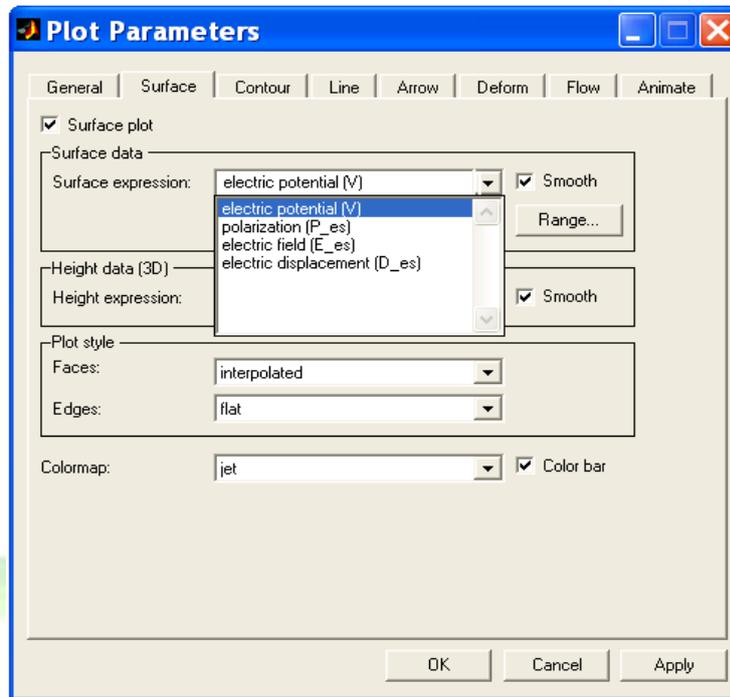 Plot Parameters
General Surface Contour Line Arrow Deform Flow Animate
Surface plot
Surface data
Surface expression: electric potential (V) Smooth
electric potential (V)
polarization (P_es)
electric field (E_es)
electric displacement (D_es)
Range...
Height data (3D)
Height expression: Smooth
Plot style
Faces: interpolated
Edges: flat
Colormap: jet Color bar
OK Cancel Apply